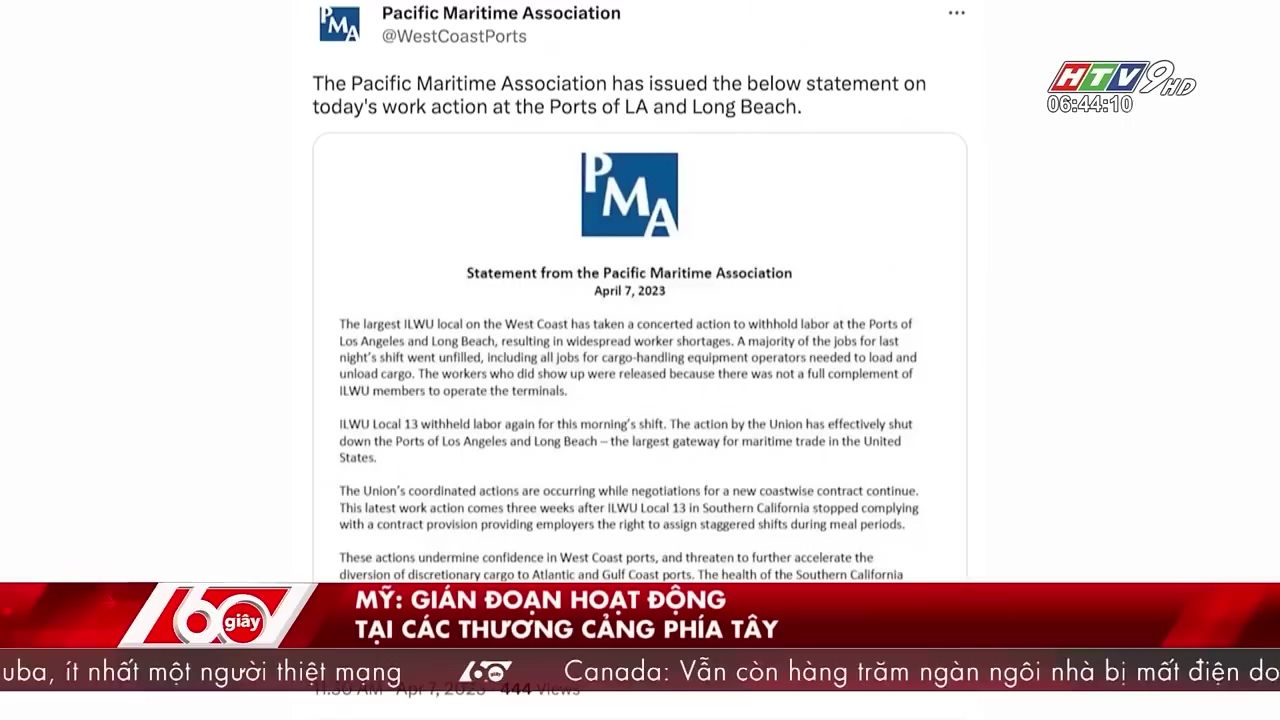 PMA
Pacific Maritime Association
@WestCoastPorts
The Pacific Maritime Association has issued the below statement on
today's work action at the Ports of LA and Long Beach.
HTV9HD
06:44:10
PMA
Statement from the Pacific Maritime Association
April 7, 2023
The largest ILWU local on the West Coast has taken a concerted action to withhold labor at the Ports of
Los Angeles and Long Beach, resulting in widespread worker shortages. A majority of the jobs for last
night's shift went unfilled, including all jobs for cargo-handling equipment operators needed to load and
unload cargo. The workers who did show up were released because there was not a full complement of
ILWU members to operate the terminals.
ILWU Local 13 withheld labor again for this morning's shift. The action by the Union has effectively shut
down the Ports of Los Angeles and Long Beach – the largest gateway for maritime trade in the United
States.
The Union's coordinated actions are occurring while negotiations for a new coastwise contract continue.
This latest work action comes three weeks after ILWU Local 13 in Southern California stopped complying
with a contract provision providing employers the right to assign staggered shifts during meal periods.
These actions undermine confidence in West Coast ports, and threaten to further accelerate the
diversion of discretionary cargo to Atlantic and Gulf Coast ports. The health of the Southern California
60 giây
MỸ: GIÁN ĐOẠN HOẠT ĐỘNG
TẠI CÁC THƯƠNG CẢNG PHÍA TÂY
uba, ít nhất một người thiệt mạng 60 giây Canada: Vẫn còn hàng trăm ngàn ngôi nhà bị mất điện do
11:30 AM · Apr 7, 2023 · 444 Views